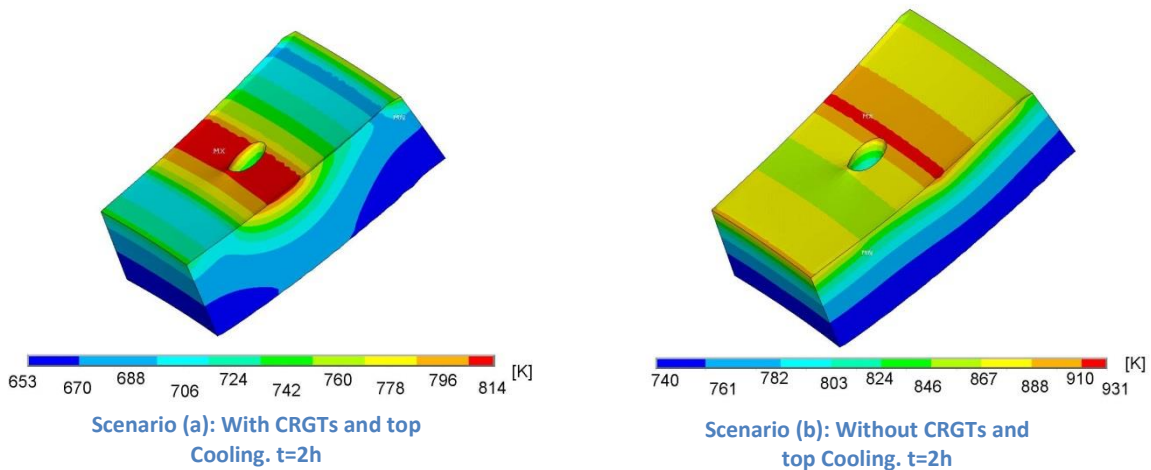 MX
MN
653 670 688 706 724 742 760 778 796 814 [K]
Scenario (a): With CRGTs and top
Cooling. t=2h
MX
MN
740 761 782 803 824 846 867 888 910 931 [K]
Scenario (b): Without CRGTs and
top Cooling. t=2h